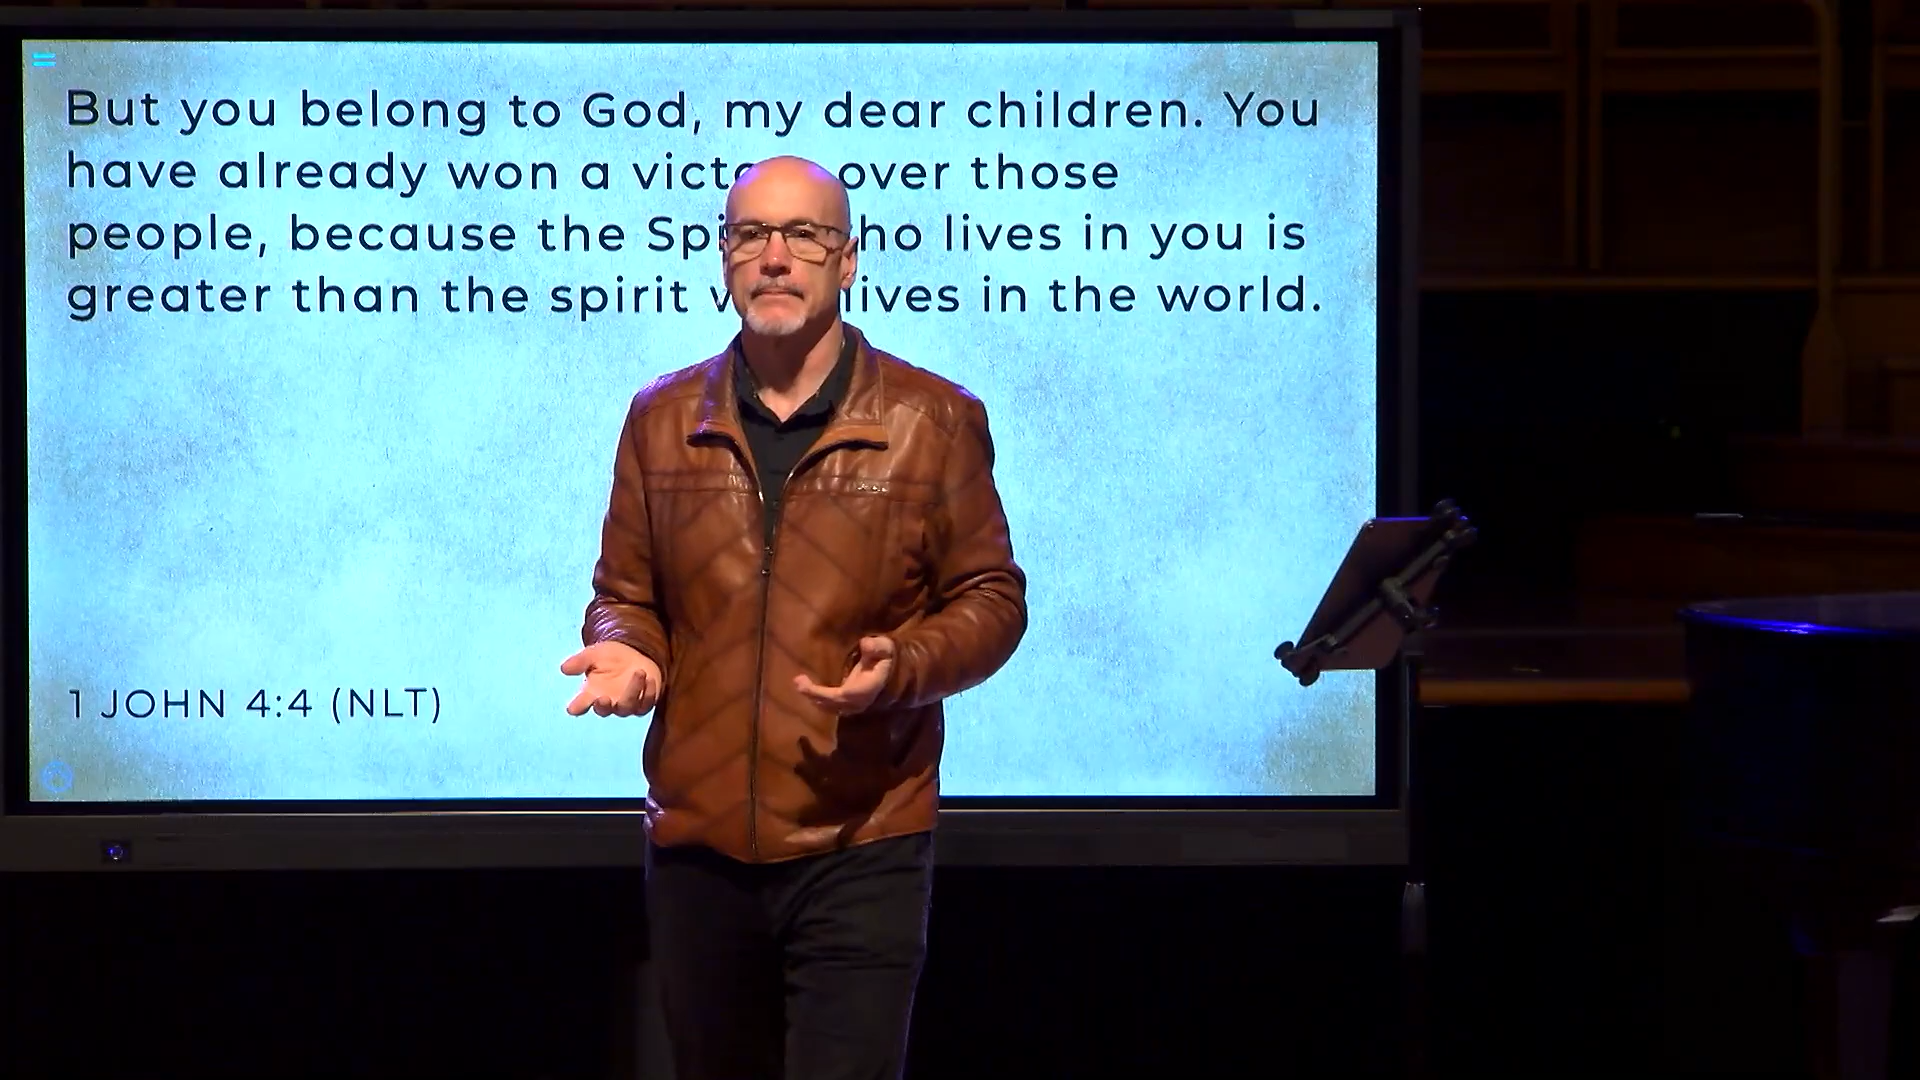 But you belong to God, my dear children. You
have already won a over those
people, because the lives in you is
greater than the spirit lives in the world.
1 JOHN 4:4 (NLT)